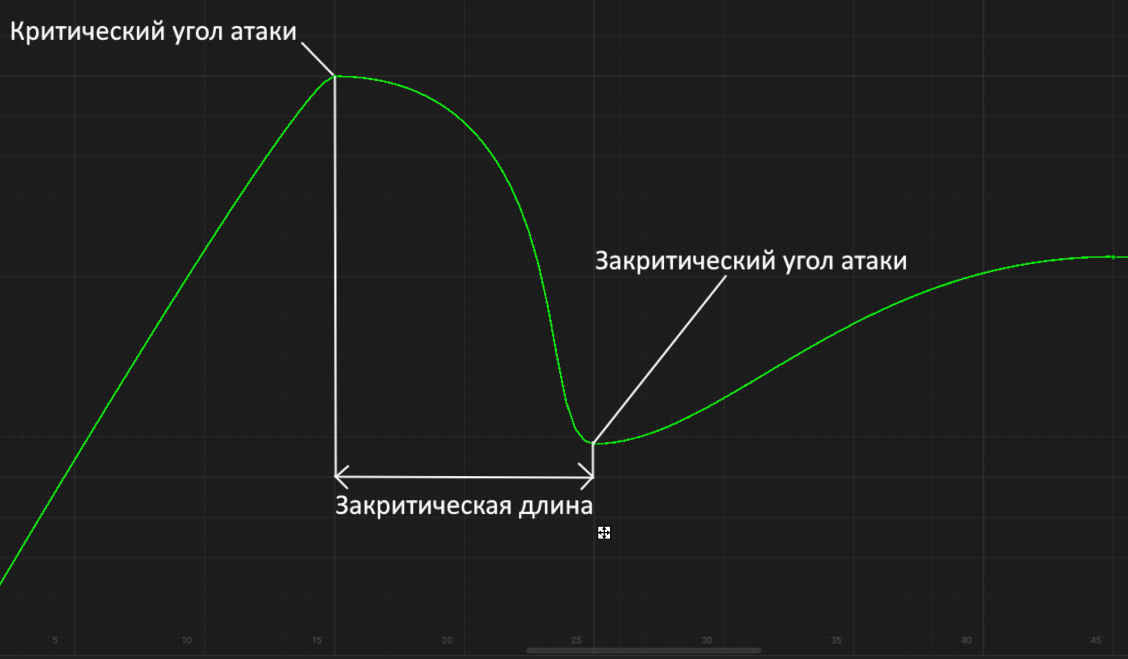 Критический угол атаки
Закритический угол атаки
Закритическая длина
5 10 15 20 25 30 35 40 45